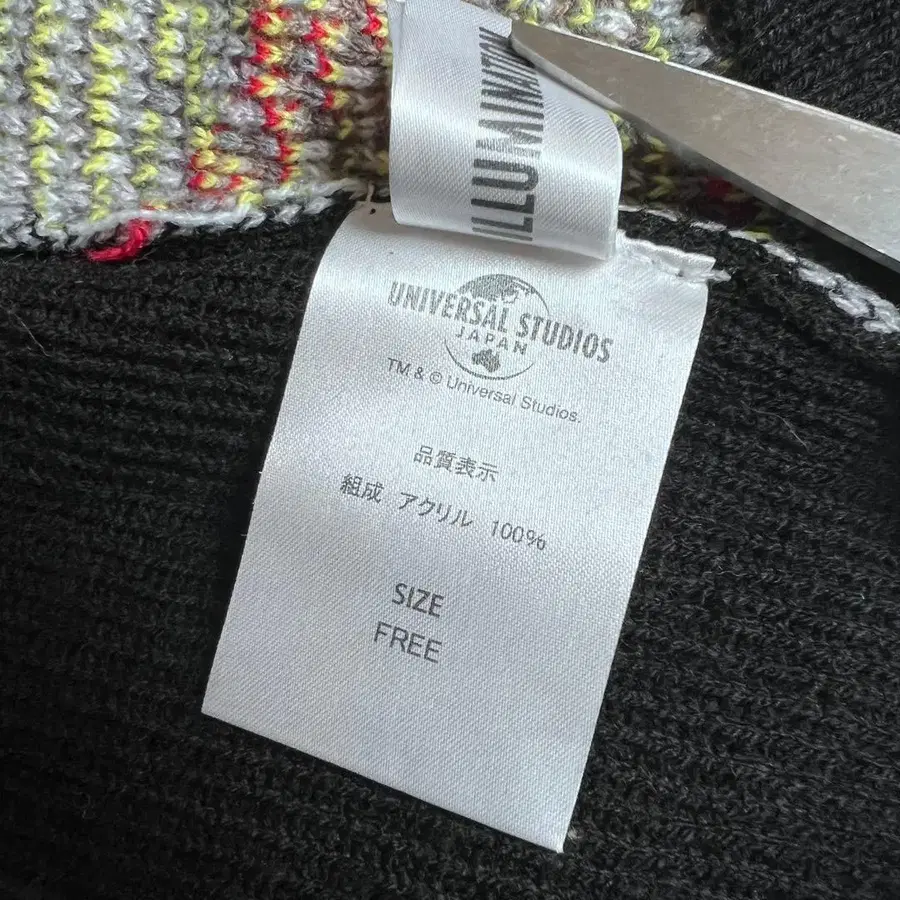 ILLUMINATION
UNIVERSAL STUDIOS
JAPAN
TM & © Universal Studios.
品質表示
組成 アクリル 100%
SIZE
FREE